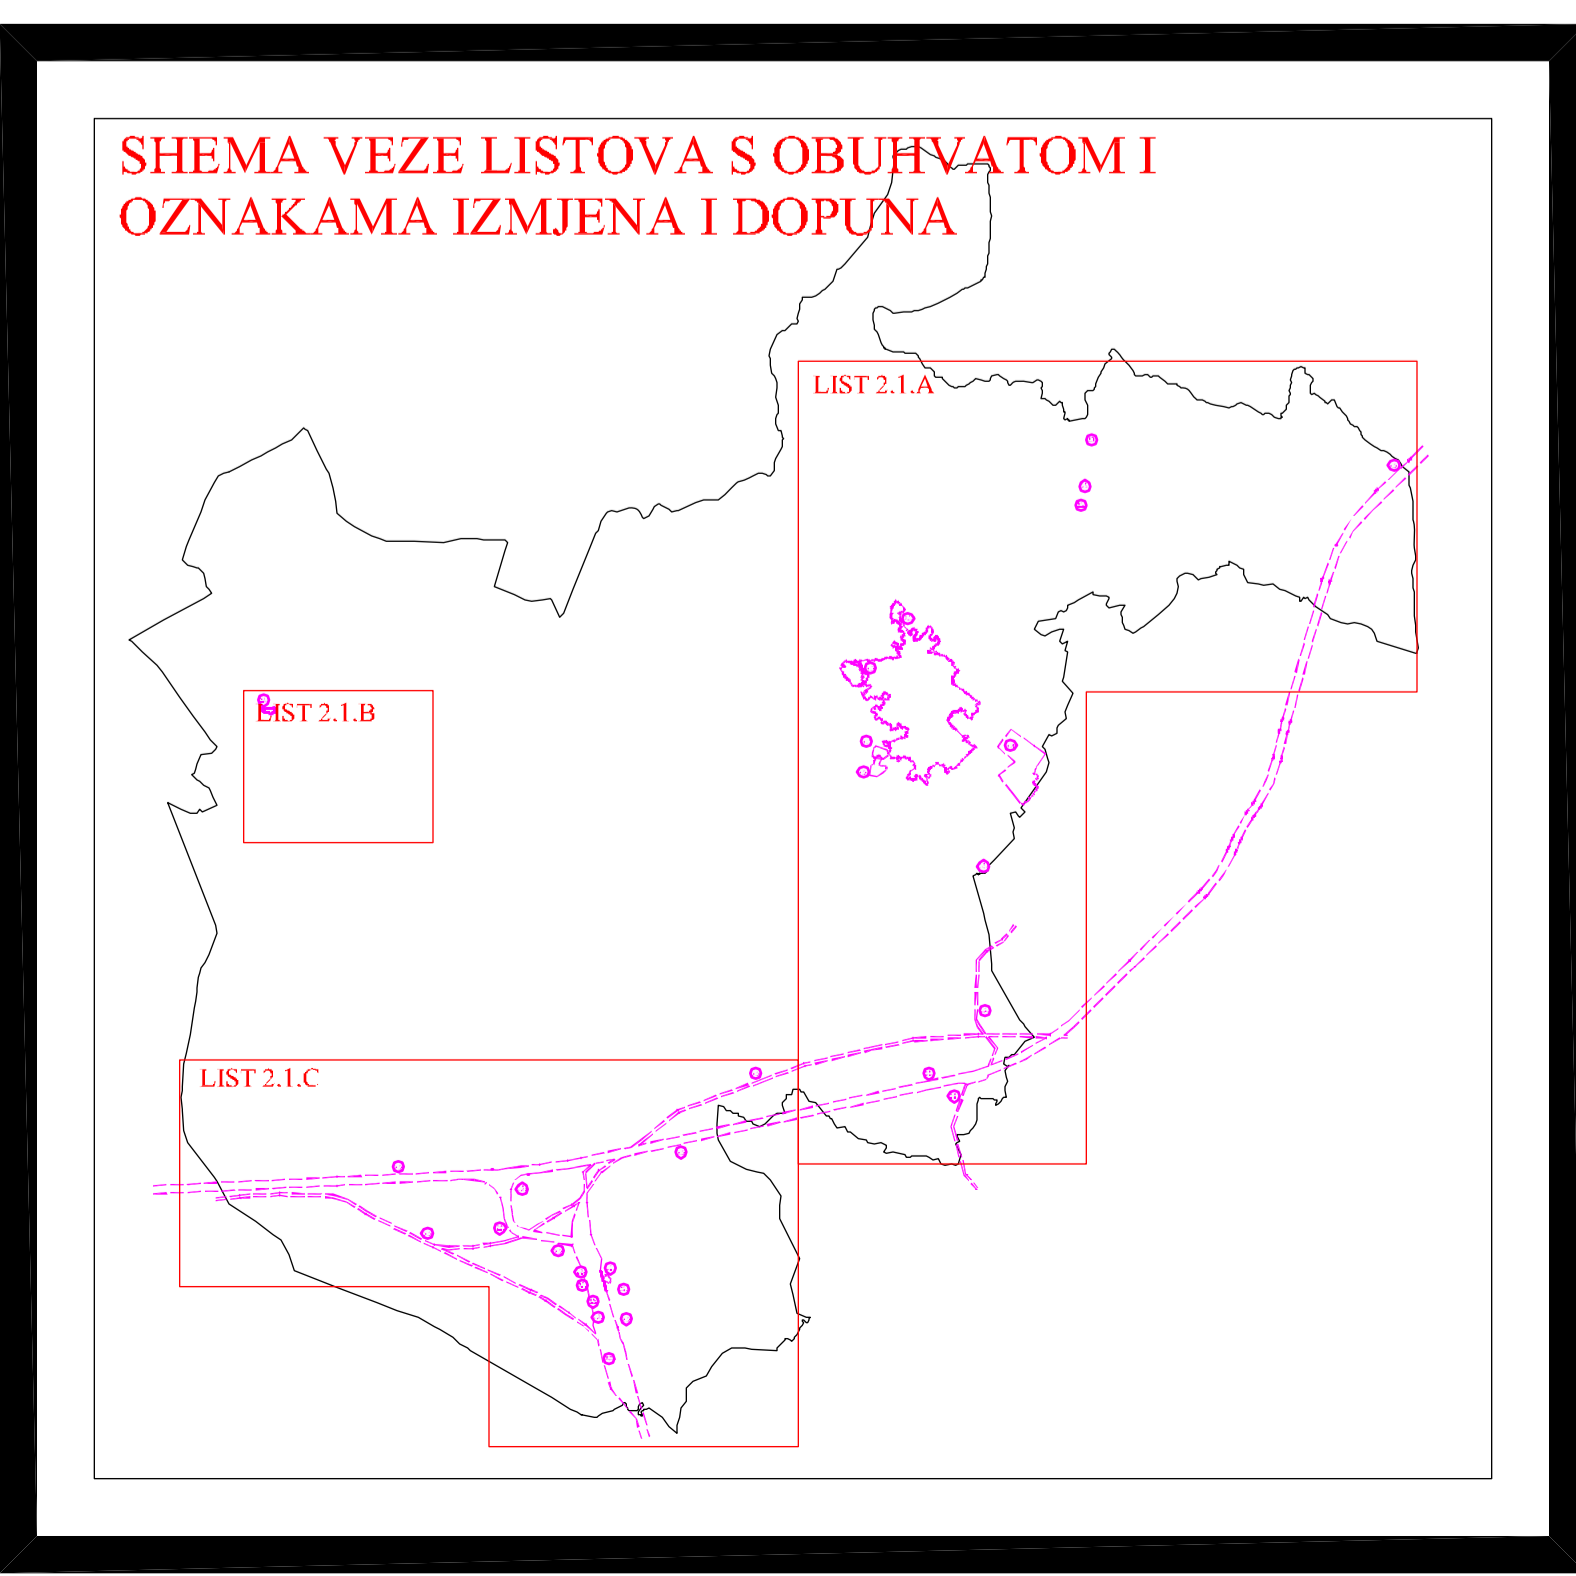 SHEMA VEZE LISTOVA S OBUHVATOM I
OZNAKAMA IZMJENA I DOPUNA
LIST 2.1.A
LIST 2.1.B
LIST 2.1.C